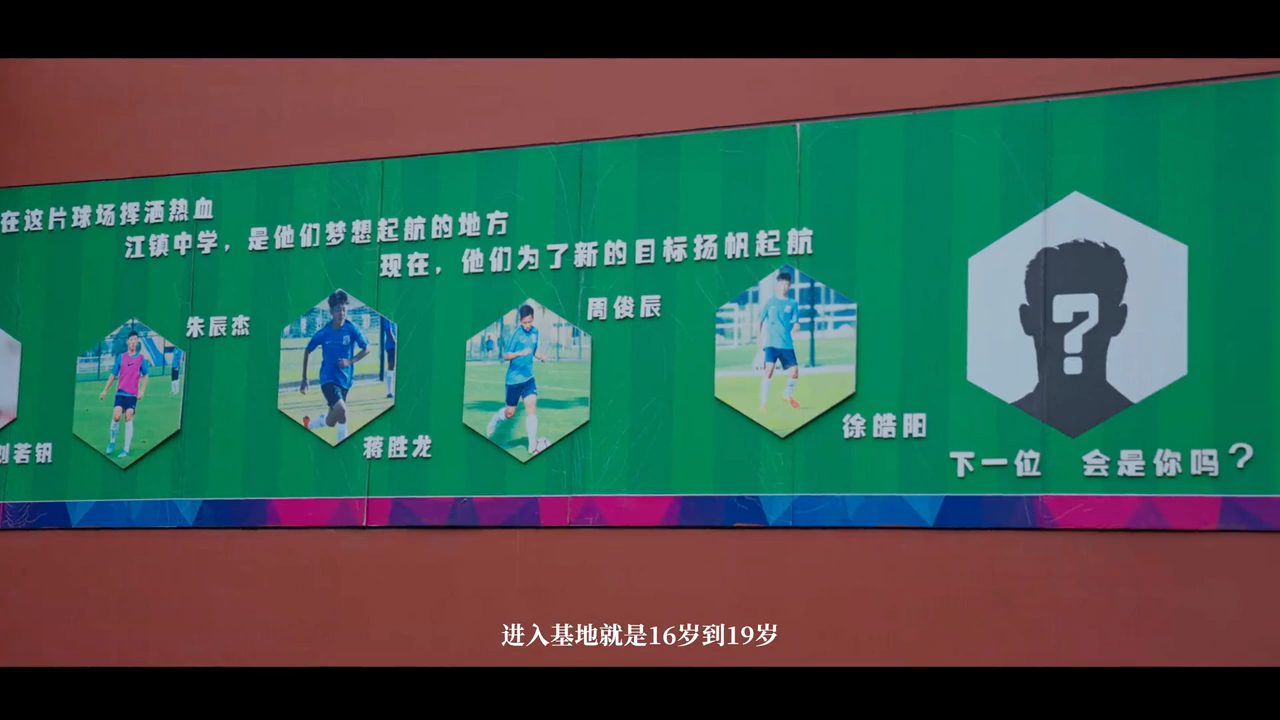 在这片球场挥洒热血
江镇中学，是他们梦想起航的地方
现在，他们为了新的目标扬帆起航
刘若钒
朱辰杰
蒋胜龙
周俊辰
徐皓阳
?
下一位 会是你吗？
进入基地就是16岁到19岁